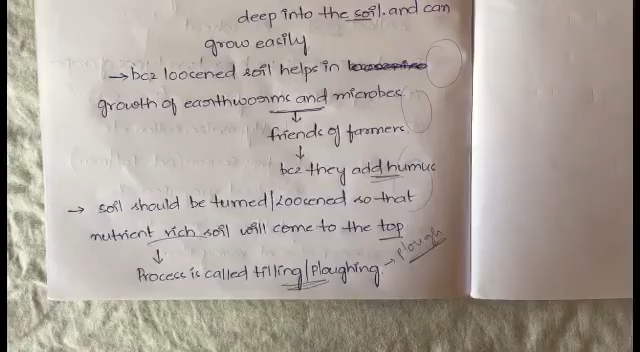 deep into the soil. and can
grow easily
→ bcz loosened soil helps in
growth of earthworms and microbes.
↓
friends of farmers.
↓
bcz they add humus
→ soil should be turned/loosened so that
nutrient rich soil will come to the top
↓
Process is called tilling/Ploughing. → Plough